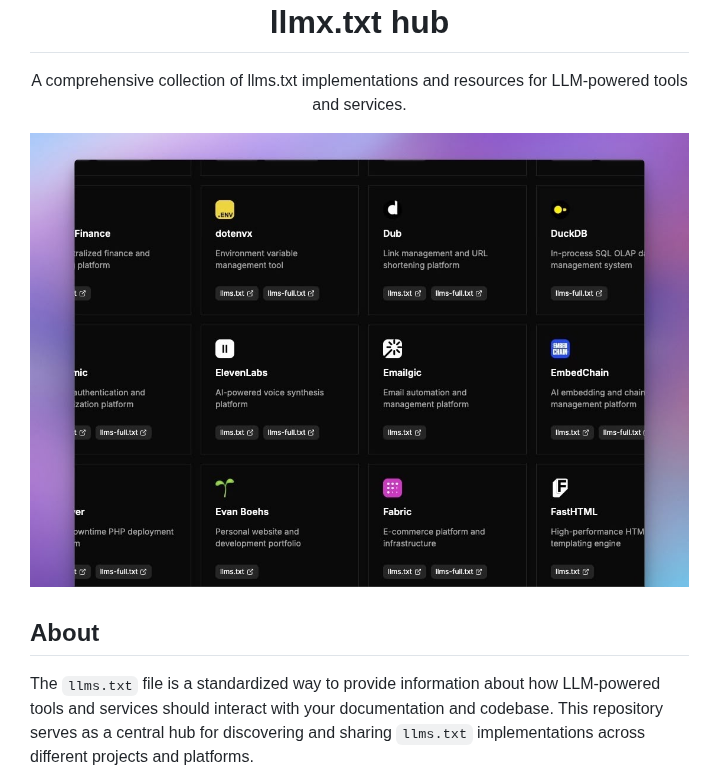 llmx.txt hub
A comprehensive collection of llms.txt implementations and resources for LLM-powered tools
and services.
Finance
tralized finance and
platform
llms-full.txt
.ENV
dotenvx
Environment variable
management tool
llms.txt llms-full.txt
d
Dub
Link management and URL
shortening platform
llms.txt llms-full.txt
DuckDB
In-process SQL OLAP da
management system
llms-full.txt
nic
authentication and
zation platform
t llms-full.txt
ElevenLabs
AI-powered voice synthesis
platform
llms.txt llms-full.txt
Emailgic
Email automation and
management platform
llms.txt
EMBED
CHAIN
EmbedChain
AI embedding and chain
management platform
llms.txt llms-full.txt
ver
owntime PHP deployment
m
t llms-full.txt
Evan Boehs
Personal website and
development portfolio
llms.txt
Fabric
E-commerce platform and
infrastructure
llms.txt llms-full.txt
F
FastHTML
High-performance HTM
templating engine
llms.txt
About
The llms.txt file is a standardized way to provide information about how LLM-powered
tools and services should interact with your documentation and codebase. This repository
serves as a central hub for discovering and sharing llms.txt implementations across
different projects and platforms.